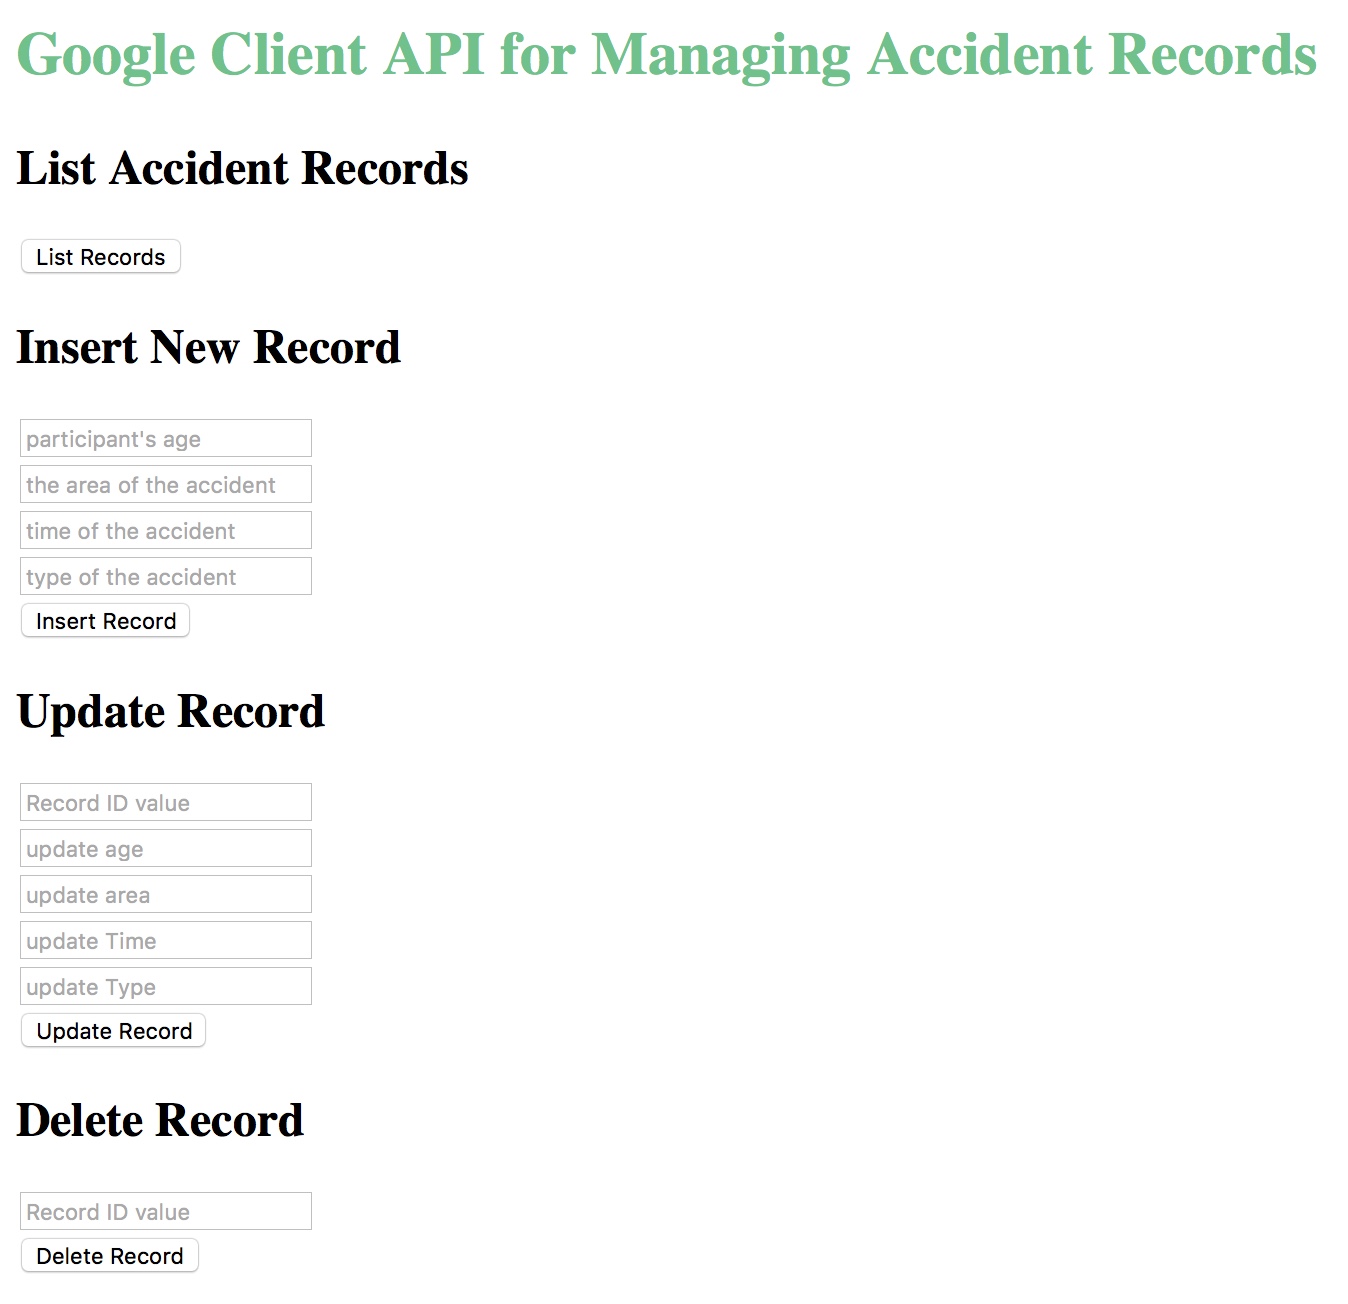 Google Client API for Managing Accident Records
List Accident Records
List Records
Insert New Record
participant's age
the area of the accident
time of the accident
type of the accident
Insert Record
Update Record
Record ID value
update age
update area
update Time
update Type
Update Record
Delete Record
Record ID value
Delete Record